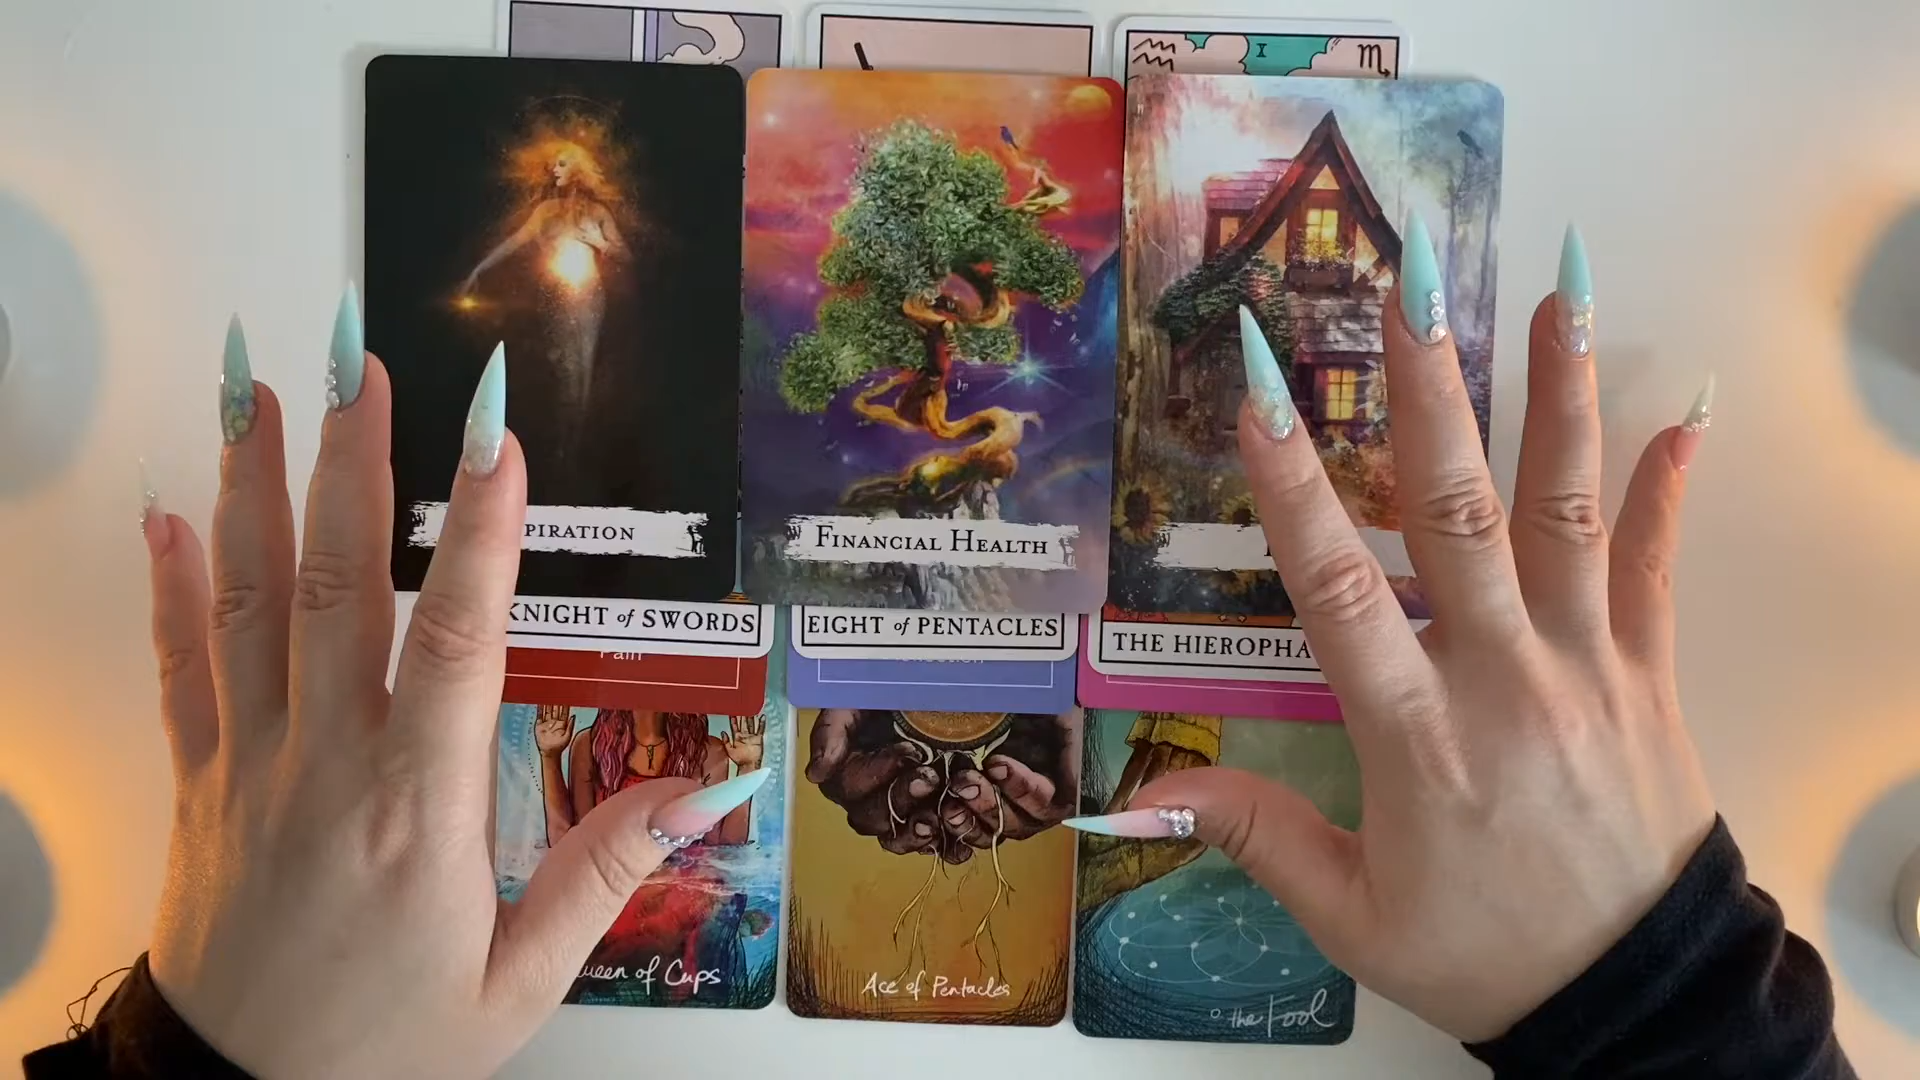 I
PIRATION
FINANCIAL HEALTH
KNIGHT of SWORDS
EIGHT of PENTACLES
THE HIEROPHA
Pain
ueen of Cups
Ace of Pentacles
0 the Fool